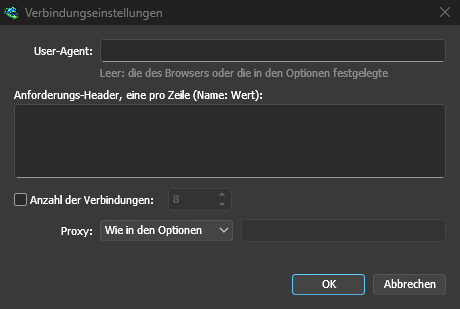 Verbindungseinstellungen
User-Agent:
Leer: die des Browsers oder die in den Optionen festgelegte
Anforderungs-Header, eine pro Zeile (Name: Wert):
Anzahl der Verbindungen: 8
Proxy: Wie in den Optionen
OK Abbrechen